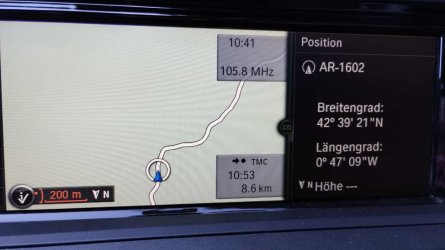 10:41
105.8 MHz
TMC
10:53
8.6 km
200 m
N
Position
AR-1602
Breitengrad:
42° 39' 21"N
Längengrad:
0° 47' 09"W
N Höhe ---